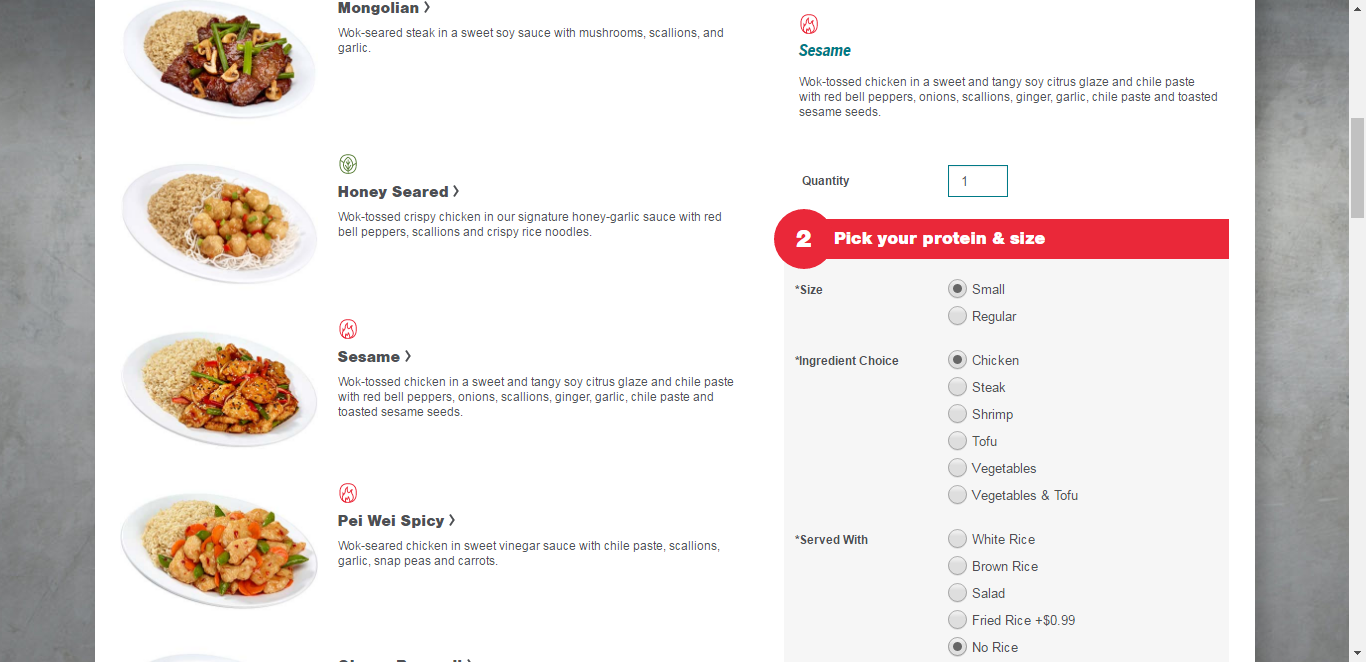 Mongolian >
Wok-seared steak in a sweet soy sauce with mushrooms, scallions, and
garlic.
Honey Seared >
Wok-tossed crispy chicken in our signature honey-garlic sauce with red
bell peppers, scallions and crispy rice noodles.
Sesame >
Wok-tossed chicken in a sweet and tangy soy citrus glaze and chile paste
with red bell peppers, onions, scallions, ginger, garlic, chile paste and
toasted sesame seeds.
Pei Wei Spicy >
Wok-seared chicken in sweet vinegar sauce with chile paste, scallions,
garlic, snap peas and carrots.
Sesame
Wok-tossed chicken in a sweet and tangy soy citrus glaze and chile paste
with red bell peppers, onions, scallions, ginger, garlic, chile paste and toasted
sesame seeds.
Quantity 1
2 Pick your protein & size
*Size
Small
Regular
*Ingredient Choice
Chicken
Steak
Shrimp
Tofu
Vegetables
Vegetables & Tofu
*Served With
White Rice
Brown Rice
Salad
Fried Rice +$0.99
No Rice